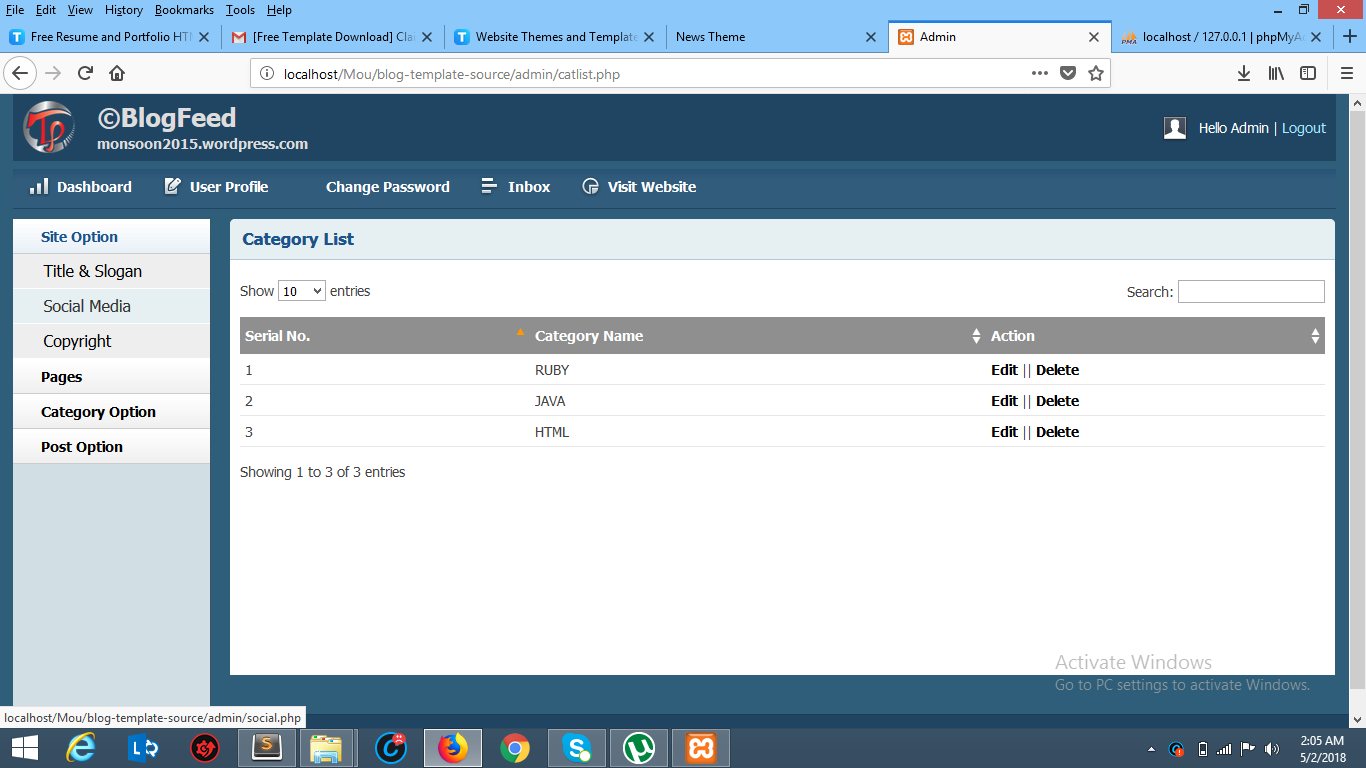 File Edit View History Bookmarks Tools Help
Free Resume and Portfolio HT [Free Template Download] Cla Website Themes and Template News Theme Admin localhost / 127.0.0.1 | phpMyA
localhost/Mou/blog-template-source/admin/catlist.php
©BlogFeed
monsoon2015.wordpress.com
Hello Admin | Logout
Dashboard User Profile Change Password Inbox Visit Website
Site Option
Title & Slogan
Social Media
Copyright
Pages
Category Option
Post Option
Category List
Show 10 entries Search:
Serial No. Category Name Action
1 RUBY Edit || Delete
2 JAVA Edit || Delete
3 HTML Edit || Delete
Showing 1 to 3 of 3 entries
Activate Windows
Go to PC settings to activate Windows.
localhost/Mou/blog-template-source/admin/social.php
2:05 AM
5/2/2018